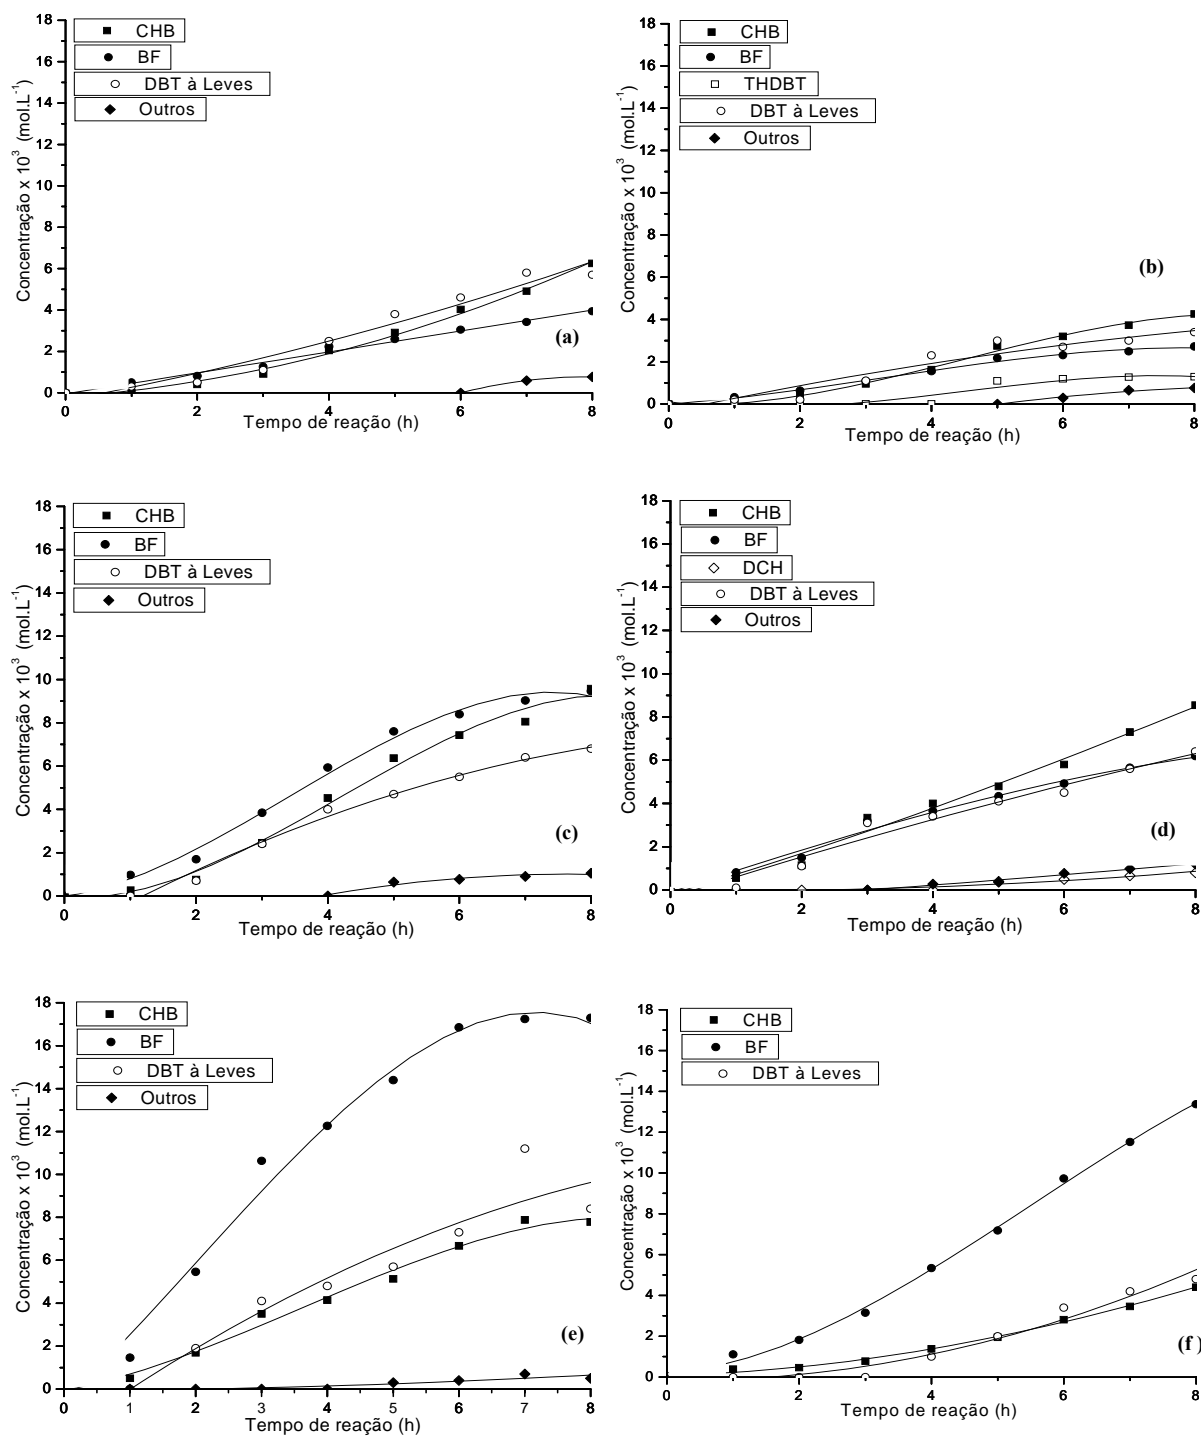 CHB
BF
DBT à Leves
Outros
18
16
14
12
10
8
6
4
2
0
Concentração x 10³ (mol.L⁻¹)
(a)
0 2 4 6 8
Tempo de reação (h)
CHB
BF
THDBT
DBT à Leves
Outros
18
16
14
12
10
8
6
4
2
0
Concentração x 10³ (mol.L⁻¹)
(b)
0 2 4 6 8
Tempo de reação (h)
CHB
BF
DBT à Leves
Outros
18
16
14
12
10
8
6
4
2
0
Concentração x 10³ (mol.L⁻¹)
(c)
0 2 4 6 8
Tempo de reação (h)
CHB
BF
DCH
DBT à Leves
Outros
18
16
14
12
10
8
6
4
2
0
Concentração x 10³ (mol.L⁻¹)
(d)
0 2 4 6 8
Tempo de reação (h)
CHB
BF
DBT à Leves
Outros
18
16
14
12
10
8
6
4
2
0
Concentração x 10³ (mol.L⁻¹)
(e)
0 1 2 3 4 5 6 7 8
Tempo de reação (h)
CHB
BF
DBT à Leves
18
16
14
12
10
8
6
4
2
0
Concentração x 10³ (mol.L⁻¹)
(f )
0 2 4 6 8
Tempo de reação (h)